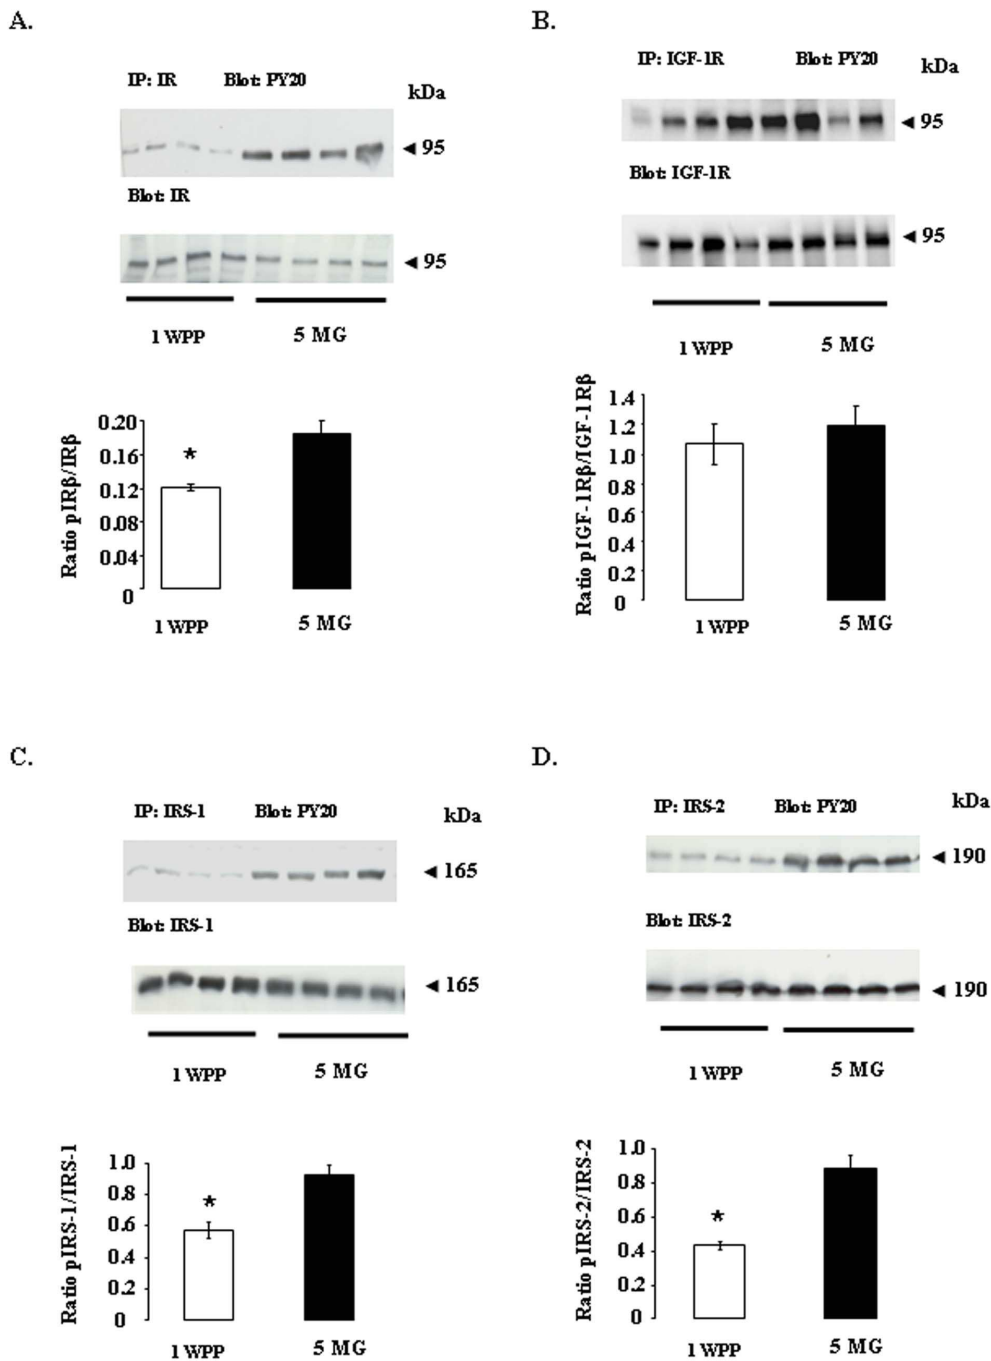 A.
IP: IR Blot: PY20
kDa
95
Blot: IR
95
1 WPP 5 MG
Ratio pIRβ/IRβ
0.20
0.16
*
0.12
0.08
0.04
0
1 WPP 5 MG
B.
IP: IGF-1R Blot: PY20
kDa
95
Blot: IGF-1R
95
1 WPP 5 MG
Ratio pIGF-1Rβ/IGF-1Rβ
1.4
1.2
1.0
0.8
0.6
0.4
0.2
0
1 WPP 5 MG
C.
IP: IRS-1 Blot: PY20
kDa
165
Blot: IRS-1
165
1 WPP 5 MG
Ratio pIRS-1/IRS-1
1.0
0.8
*
0.6
0.4
0.2
0
1 WPP 5 MG
D.
IP: IRS-2 Blot: PY20
kDa
190
Blot: IRS-2
190
1 WPP 5 MG
Ratio pIRS-2/IRS-2
1.0
0.8
0.6
*
0.4
0.2
0
1 WPP 5 MG